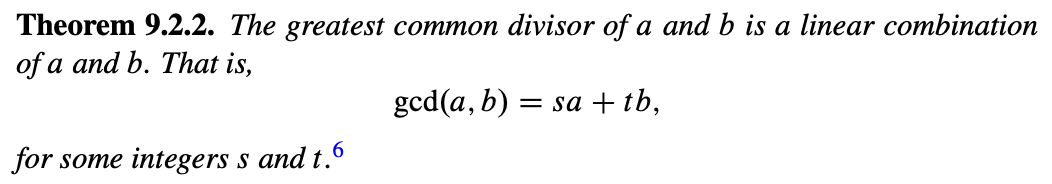 Theorem 9.2.2. The greatest common divisor of a and b is a linear combination
of a and b. That is,
gcd(a, b) = sa + tb,
for some integers s and t.6